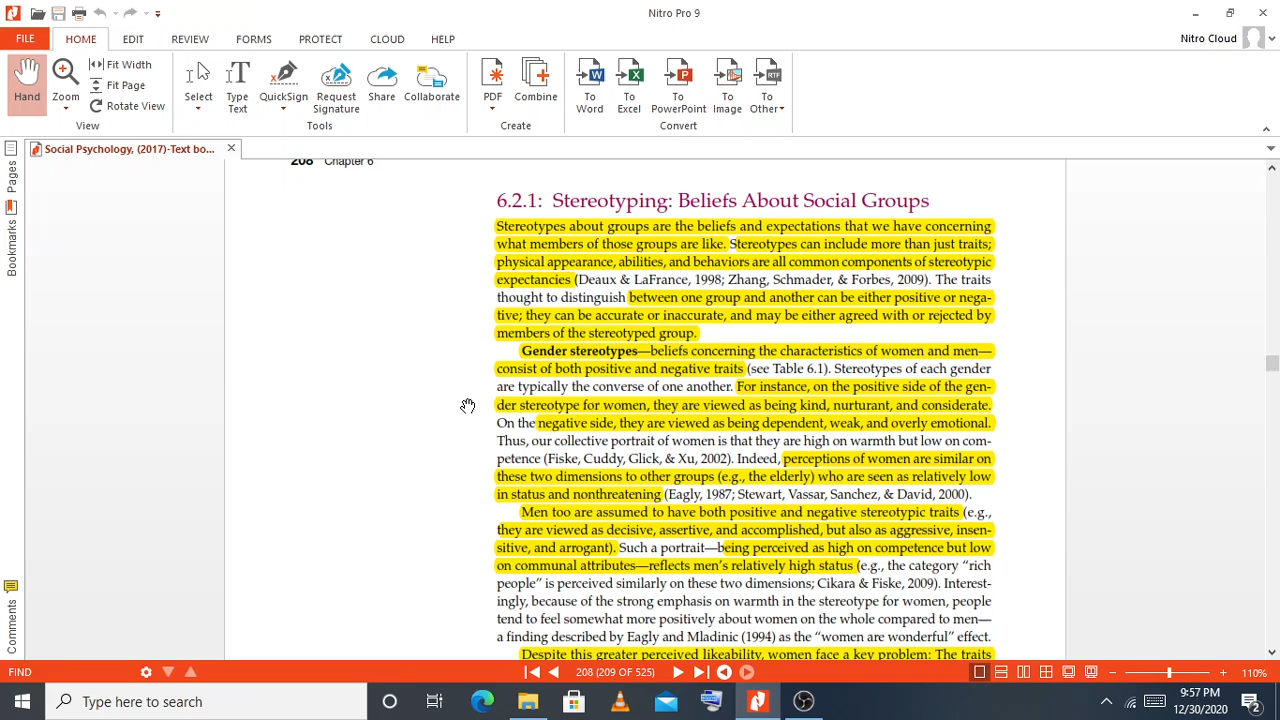 Nitro Pro 9
FILE HOME EDIT REVIEW FORMS PROTECT CLOUD HELP
Nitro Cloud
Hand
Zoom
Fit Width
Fit Page
Rotate View
View
Select
Type Text
QuickSign
Request Signature
Share
Collaborate
Tools
PDF
Combine
Create
To Word
To Excel
To PowerPoint
To Image
To Other
Convert
Social Psychology, (2017)-Text bo...
Pages
Bookmarks
Comments
208 Chapter 6
6.2.1: Stereotyping: Beliefs About Social Groups
Stereotypes about groups are the beliefs and expectations that we have concerning
what members of those groups are like. Stereotypes can include more than just traits;
physical appearance, abilities, and behaviors are all common components of stereotypic
expectancies (Deaux & LaFrance, 1998; Zhang, Schmader, & Forbes, 2009). The traits
thought to distinguish between one group and another can be either positive or nega-
tive; they can be accurate or inaccurate, and may be either agreed with or rejected by
members of the stereotyped group.
Gender stereotypes—beliefs concerning the characteristics of women and men—
consist of both positive and negative traits (see Table 6.1). Stereotypes of each gender
are typically the converse of one another. For instance, on the positive side of the gen-
der stereotype for women, they are viewed as being kind, nurturant, and considerate.
On the negative side, they are viewed as being dependent, weak, and overly emotional.
Thus, our collective portrait of women is that they are high on warmth but low on com-
petence (Fiske, Cuddy, Glick, & Xu, 2002). Indeed, perceptions of women are similar on
these two dimensions to other groups (e.g., the elderly) who are seen as relatively low
in status and nonthreatening (Eagly, 1987; Stewart, Vassar, Sanchez, & David, 2000).
Men too are assumed to have both positive and negative stereotypic traits (e.g.,
they are viewed as decisive, assertive, and accomplished, but also as aggressive, insen-
sitive, and arrogant). Such a portrait—being perceived as high on competence but low
on communal attributes—reflects men's relatively high status (e.g., the category "rich
people" is perceived similarly on these two dimensions; Cikara & Fiske, 2009). Interest-
ingly, because of the strong emphasis on warmth in the stereotype for women, people
tend to feel somewhat more positively about women on the whole compared to men—
a finding described by Eagly and Mladinic (1994) as the "women are wonderful" effect.
Despite this greater perceived likeability, women face a key problem: The traits
FIND
208 (209 OF 525)
110%
Type here to search
9:57 PM
12/30/2020
2